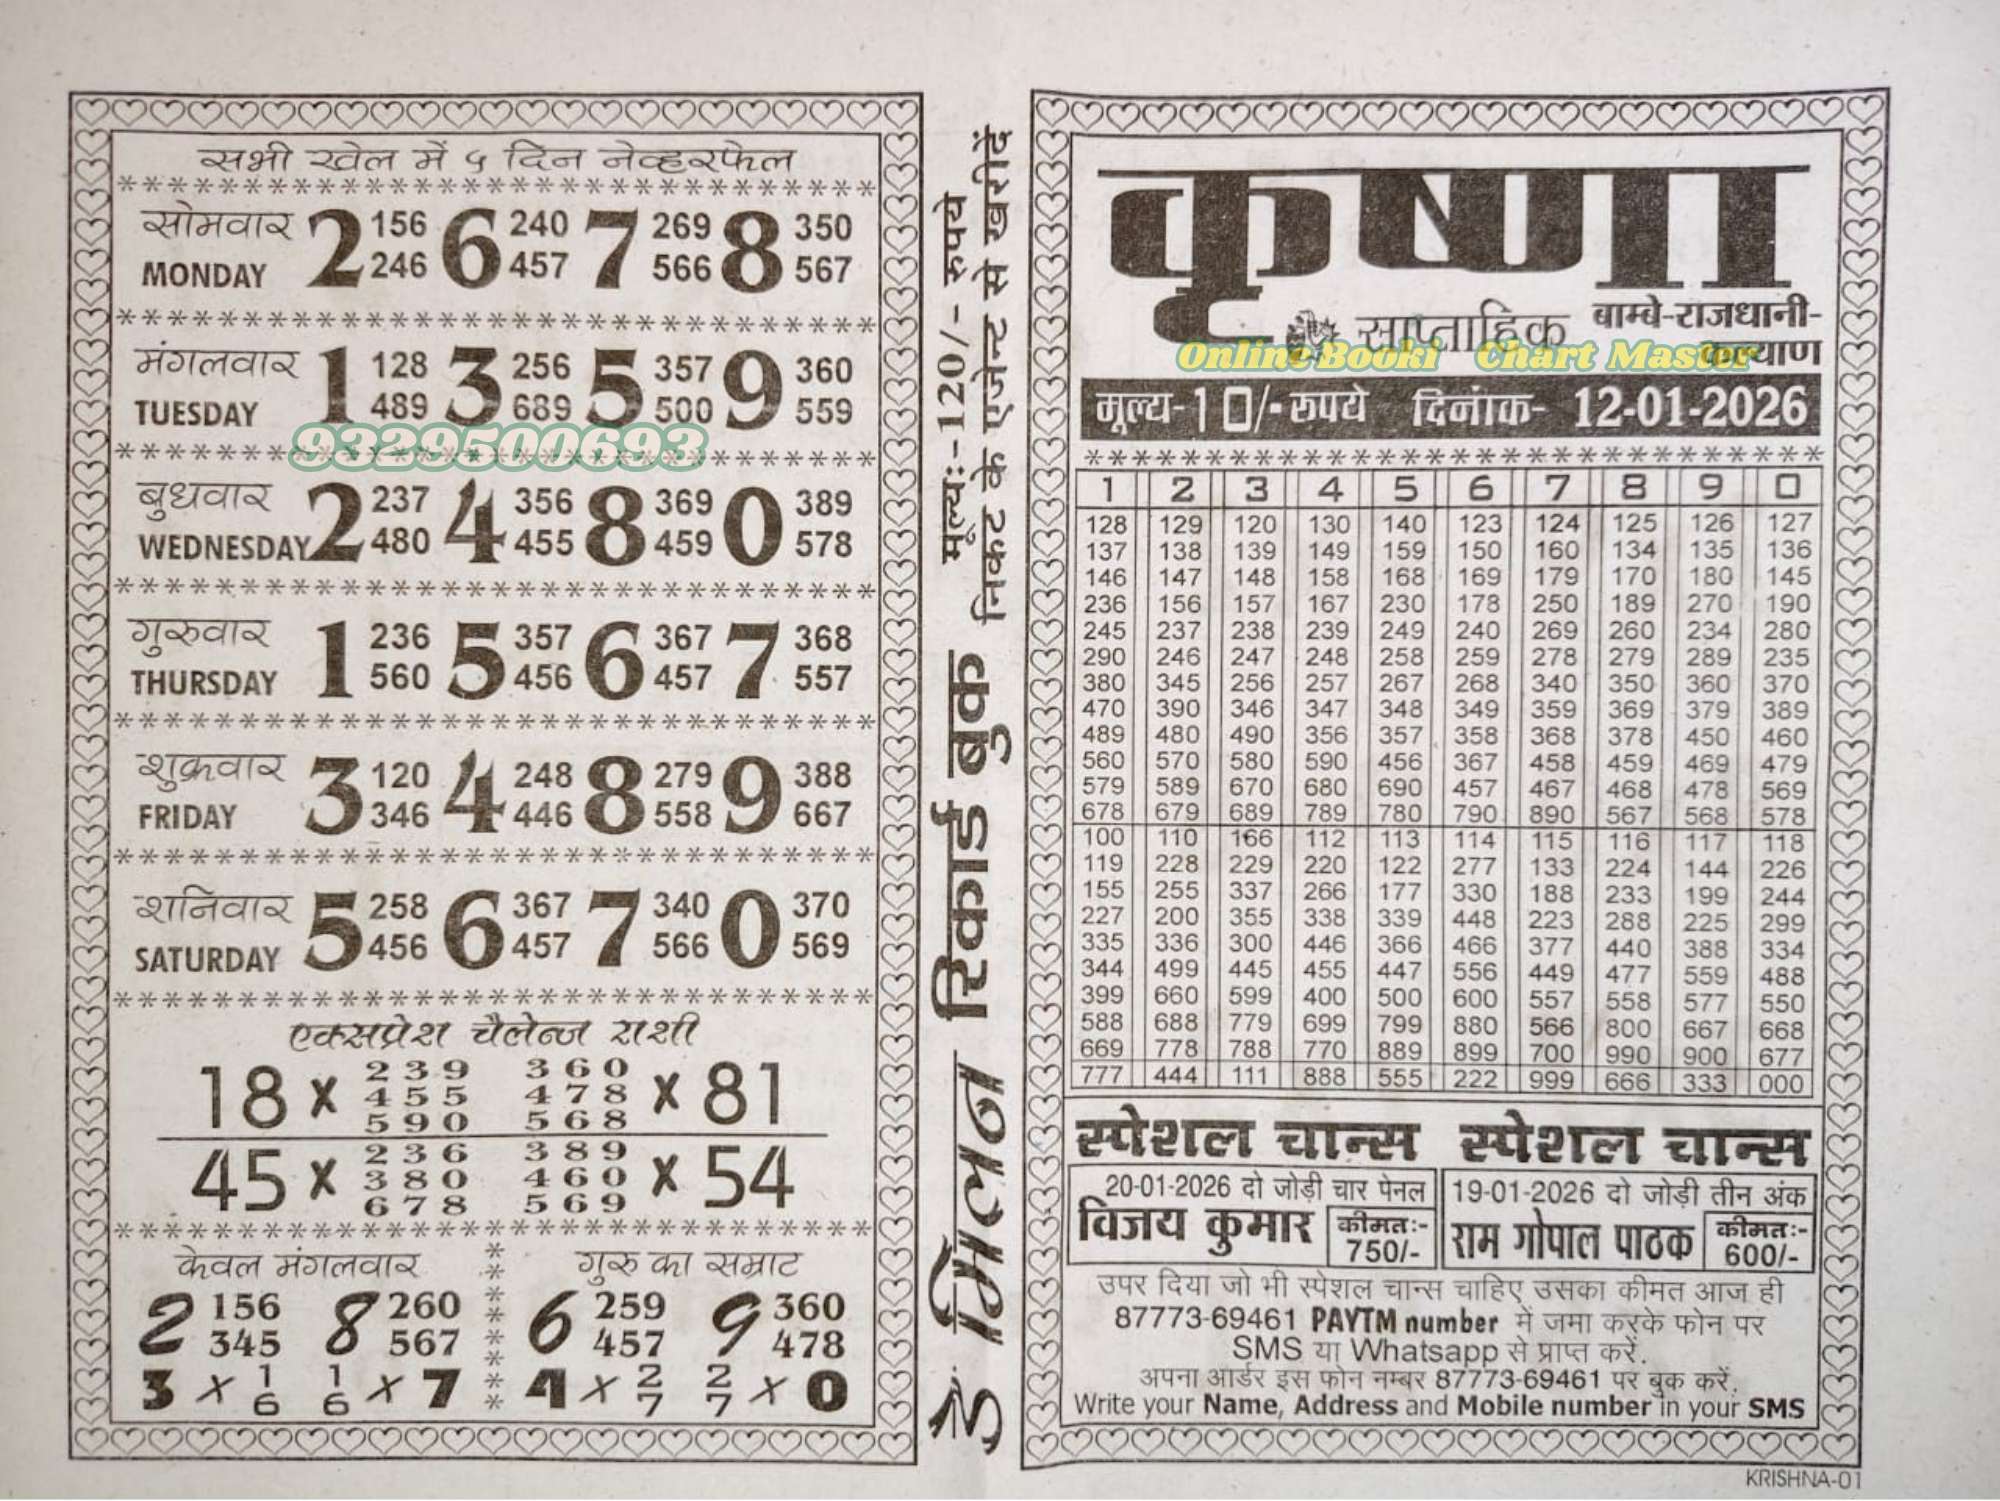 सभी खेल में ५ दिन नेव्हरफेल
सोमवार 2 156 6 240 7 269 8 350
MONDAY 246 457 566 567
मंगलवार 1 128 3 256 5 357 9 360
TUESDAY 489 689 500 559
9329500693
बुधवार 2 237 4 356 8 369 0 389
WEDNESDAY 480 455 459 578
गुरुवार 1 236 5 357 6 367 7 368
THURSDAY 560 456 457 557
शुक्रवार 3 120 4 248 8 279 9 388
FRIDAY 346 446 558 667
शनिवार 5 258 6 367 7 340 0 370
SATURDAY 456 457 566 569
एक्सप्रेश चैलेन्ज राशी
18 x 239 360 x 81
455 478
590 568
45 x 236 389 x 54
380 460
678 569
केवल मंगलवार गुरु का सम्राट
2 156 8 260 6 259 9 360
345 567 457 478
3 x 1 1 x 7 4 x 2 2 x 0
6 6 7 7
डे. मिलन रिकार्ड बुक मूल्य:-120/- रुपये
निकट के एजेन्ट से खरीदें
कृष्णा
साप्ताहिक बाम्बे-राजधानी-
कल्याण
Online Booki Chart Master
मूल्य-10/- रुपये दिनांक- 12-01-2026
1 2 3 4 5 6 7 8 9 0
128 129 120 130 140 123 124 125 126 127
137 138 139 149 159 150 160 134 135 136
146 147 148 158 168 169 179 170 180 145
236 156 157 167 230 178 250 189 270 190
245 237 238 239 249 240 269 260 234 280
290 246 247 248 258 259 278 279 289 235
380 345 256 257 267 268 340 350 360 370
470 390 346 347 348 349 359 369 379 389
489 480 490 356 357 358 368 378 450 460
560 570 580 590 456 367 458 459 469 479
579 589 670 680 690 457 467 468 478 569
678 679 689 789 780 790 890 567 568 578
100 110 166 112 113 114 115 116 117 118
119 228 229 220 122 277 133 224 144 226
155 255 337 266 177 330 188 233 199 244
227 200 355 338 339 448 223 288 225 299
335 336 300 446 366 466 377 440 388 334
344 499 445 455 447 556 449 477 559 488
399 660 599 400 500 600 557 558 577 550
588 688 779 699 799 880 566 800 667 668
669 778 788 770 889 899 700 990 900 677
777 444 111 888 555 222 999 666 333 000
स्पेशल चान्स स्पेशल चान्स
20-01-2026 दो जोड़ी चार पेनल 19-01-2026 दो जोड़ी तीन अंक
विजय कुमार कीमतः- 750/- राम गोपाल पाठक कीमतः- 600/-
उपर दिया जो भी स्पेशल चान्स चाहिए उसका कीमत आज ही
87773-69461 PAYTM number में जमा करके फोन पर
SMS या Whatsapp से प्राप्त करें.
अपना आर्डर इस फोन नम्बर 87773-69461 पर बुक करें.
Write your Name, Address and Mobile number in your SMS
KRISHNA-01